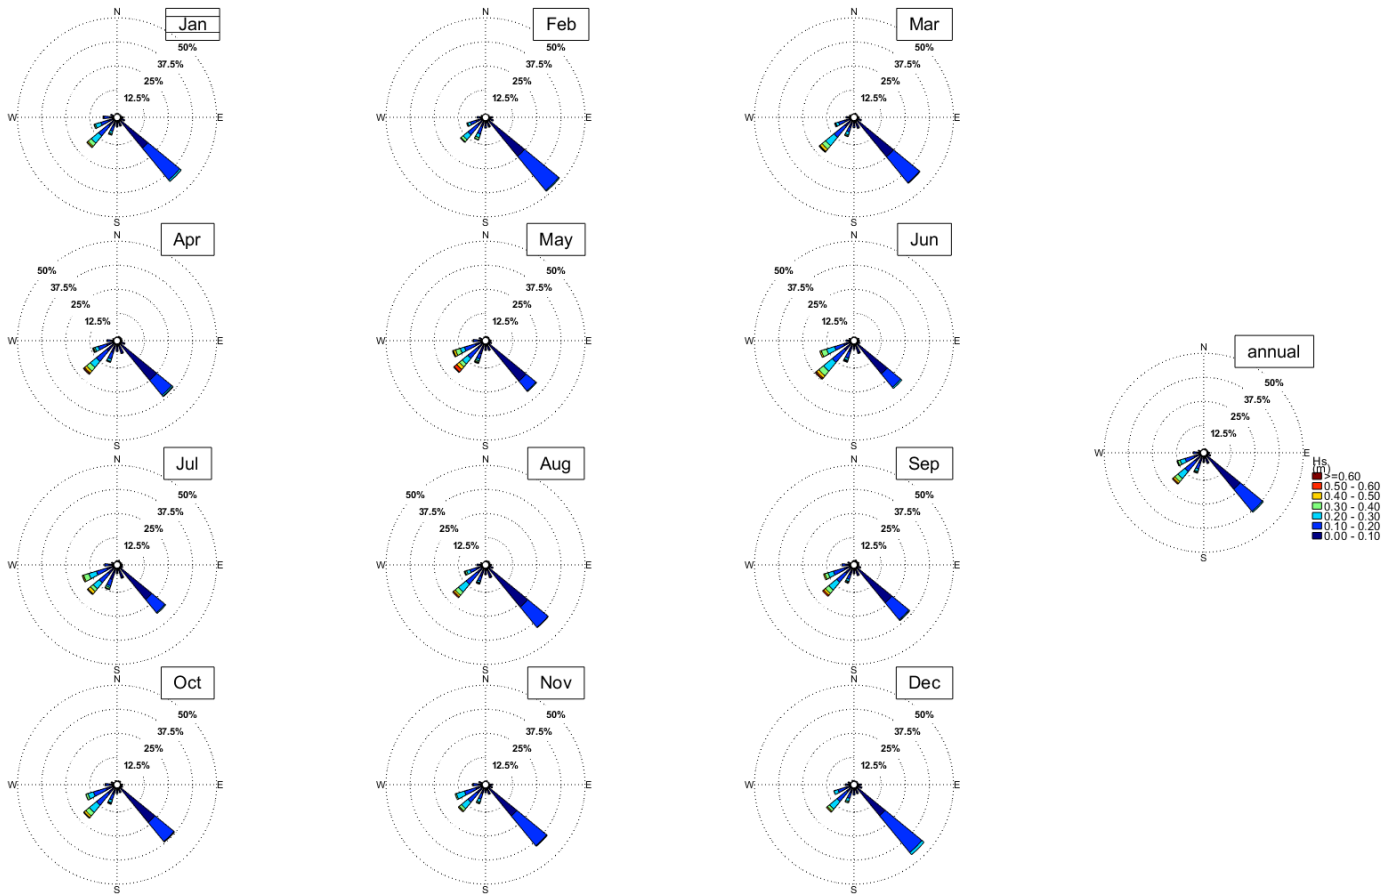 N
Jan
50%
37.5%
25%
12.5%
W
E
S
N
Feb
50%
37.5%
25%
12.5%
W
E
S
N
Mar
50%
37.5%
25%
12.5%
W
E
S
N
Apr
50%
37.5%
25%
12.5%
W
E
S
N
May
50%
37.5%
25%
12.5%
W
E
S
N
Jun
50%
37.5%
25%
12.5%
W
E
S
N
Jul
50%
37.5%
25%
12.5%
W
E
S
N
Aug
50%
37.5%
25%
12.5%
W
E
S
N
Sep
50%
37.5%
25%
12.5%
W
E
S
N
Oct
50%
37.5%
25%
12.5%
W
E
S
N
Nov
50%
37.5%
25%
12.5%
W
E
S
N
Dec
50%
37.5%
25%
12.5%
W
E
S
N
annual
50%
37.5%
25%
12.5%
W
E
S
Hs
(m)
>=0.60
0.50 - 0.60
0.40 - 0.50
0.30 - 0.40
0.20 - 0.30
0.10 - 0.20
0.00 - 0.10